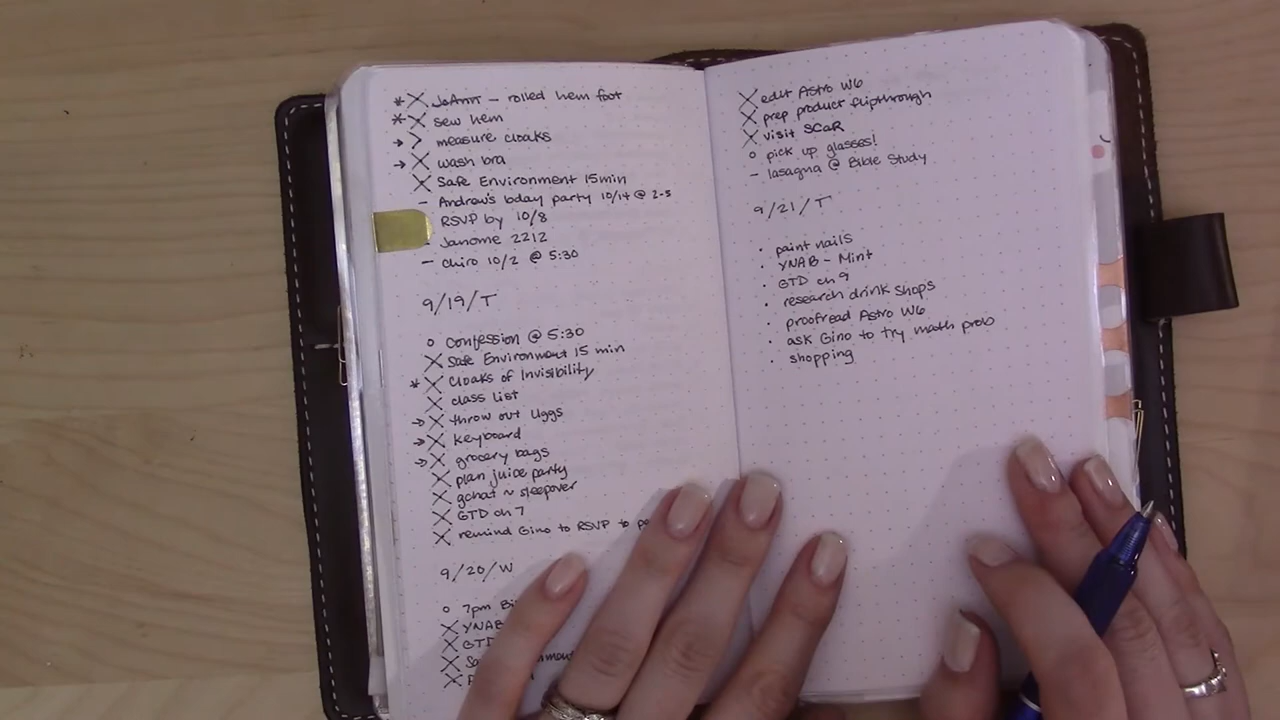 * X JoAnn - rolled hem foot
* X sew hem
→ > measure cloaks
→ X wash bra
X Safe Environment 15min
- Andrew's bday party 10/14 @ 2-5
RSVP by 10/8
- Janome 2212
- chiro 10/2 @ 5:30
9/19/T
o confession @ 5:30
X Safe Environment 15 min
* X cloaks of Invisibility
X class list
→ X throw out Uggs
→ X keyboard
→ X grocery bags
X plan juice party
X gchat ~ sleepover
X GTD ch 7
X remind Gino to RSVP to
9/20/W
o 7pm
X YNAB
X GTD
X
X
X edit Astro W6
X prep product flipthrough
X visit SCaR
o pick up glasses!
- lasagna @ Bible Study
9/21/T
· paint nails
· YNAB - Mint
· GTD ch 9
· research drink shops
· proofread Astro W6
· ask Gino to try math prob
· shopping